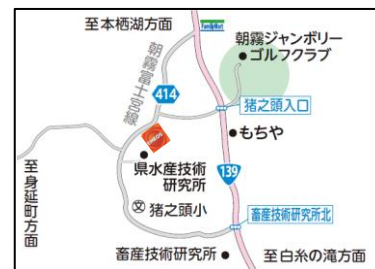 至本栖湖方面
FamilyMart
朝霧ジャンボリー
ゴルフクラブ
朝霧富士宮線
414
猪之頭入口
ENEOS
もちや
県水産技術
研究所
139
至身延町方面
猪之頭小
文
畜産技術研究所北
畜産技術研究所
至白糸の滝方面